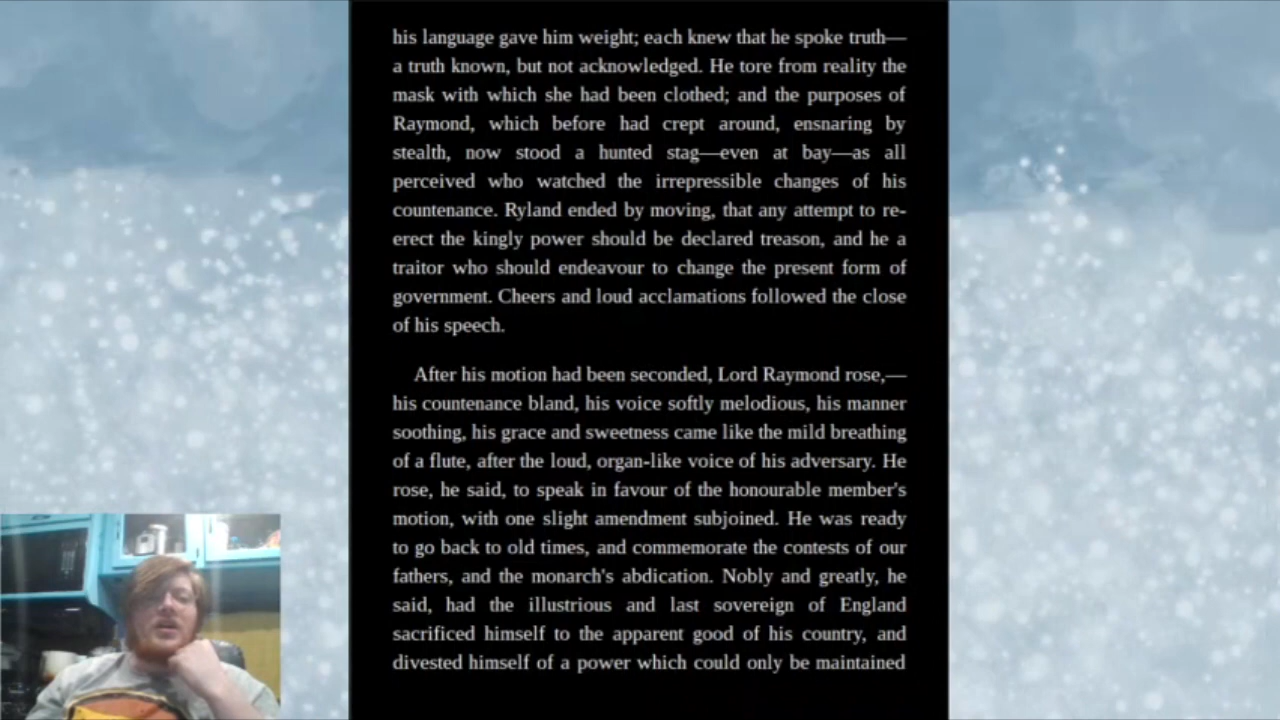 his language gave him weight; each knew that he spoke truth—
a truth known, but not acknowledged. He tore from reality the
mask with which she had been clothed; and the purposes of
Raymond, which before had crept around, ensnaring by
stealth, now stood a hunted stag—even at bay—as all
perceived who watched the irrepressible changes of his
countenance. Ryland ended by moving, that any attempt to re-
erect the kingly power should be declared treason, and he a
traitor who should endeavour to change the present form of
government. Cheers and loud acclamations followed the close
of his speech.
After his motion had been seconded, Lord Raymond rose,—
his countenance bland, his voice softly melodious, his manner
soothing, his grace and sweetness came like the mild breathing
of a flute, after the loud, organ-like voice of his adversary. He
rose, he said, to speak in favour of the honourable member's
motion, with one slight amendment subjoined. He was ready
to go back to old times, and commemorate the contests of our
fathers, and the monarch's abdication. Nobly and greatly, he
said, had the illustrious and last sovereign of England
sacrificed himself to the apparent good of his country, and
divested himself of a power which could only be maintained